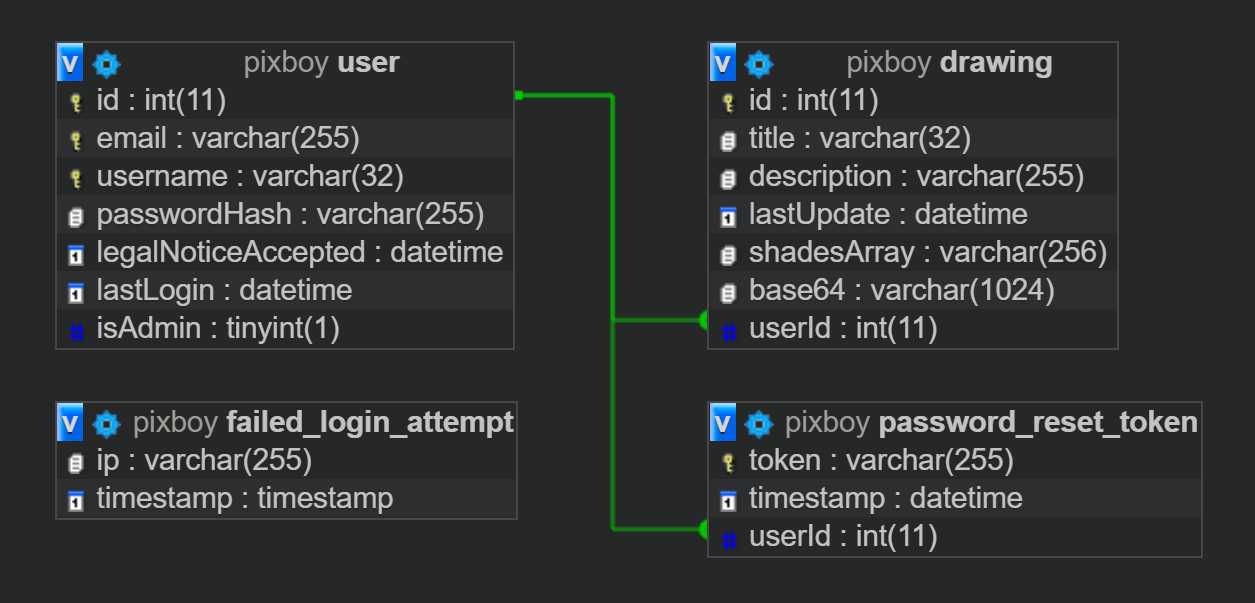 v pixboy user
id : int(11)
email : varchar(255)
username : varchar(32)
passwordHash : varchar(255)
legalNoticeAccepted : datetime
lastLogin : datetime
isAdmin : tinyint(1)
v pixboy drawing
id : int(11)
title : varchar(32)
description : varchar(255)
lastUpdate : datetime
shadesArray : varchar(256)
base64 : varchar(1024)
userId : int(11)
v pixboy failed_login_attempt
ip : varchar(255)
timestamp : timestamp
v pixboy password_reset_token
token : varchar(255)
timestamp : datetime
userId : int(11)